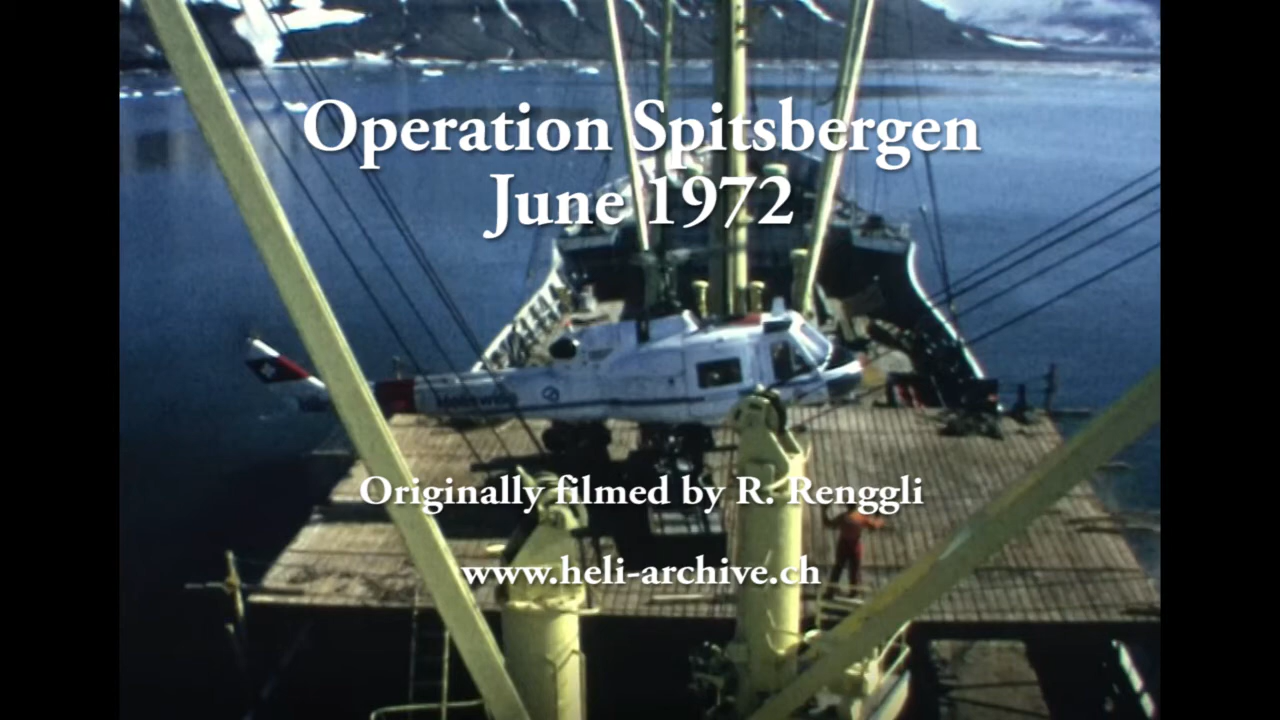 Operation Spitsbergen
June 1972
Originally filmed by R. Renggli
www.heli-archive.ch